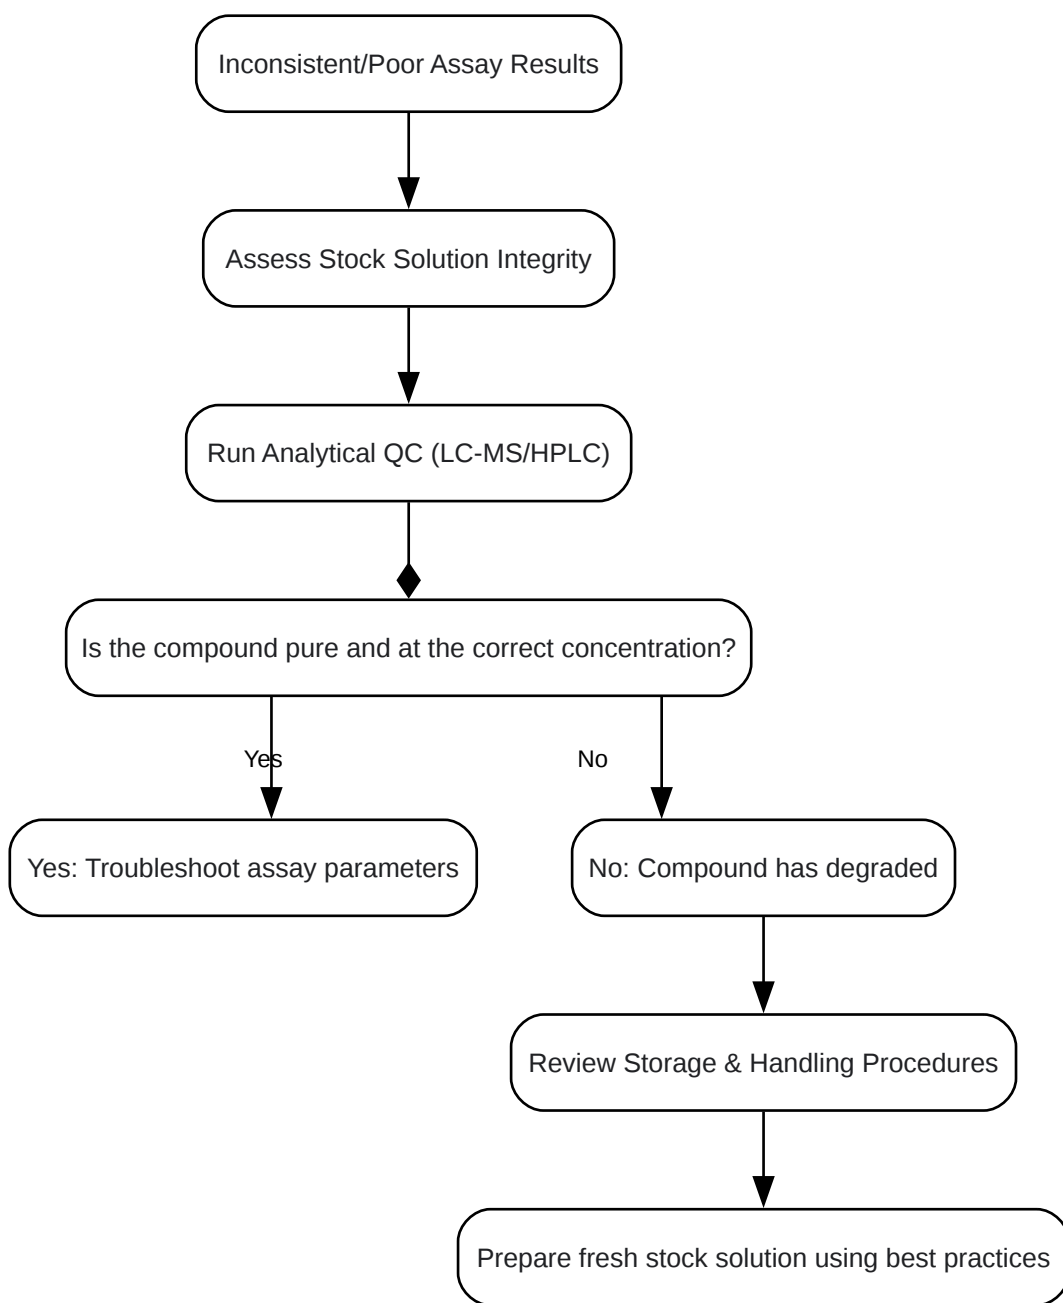 Inconsistent/Poor Assay Results
Assess Stock Solution Integrity
Run Analytical QC (LC-MS/HPLC)
Is the compound pure and at the correct concentration?
Yes
No
Yes: Troubleshoot assay parameters
No: Compound has degraded
Review Storage & Handling Procedures
Prepare fresh stock solution using best practices